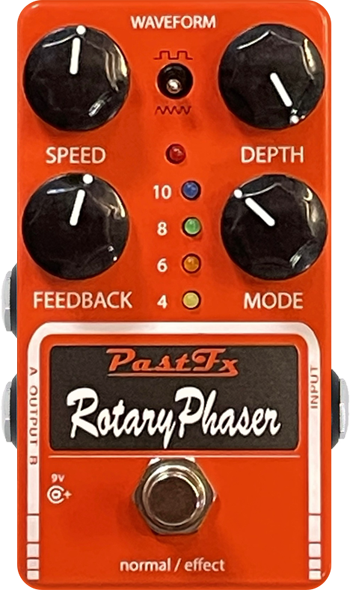 WAVEFORM
SPEED
DEPTH
10
8
6
4
FEEDBACK
MODE
PastFx
RotaryPhaser
A OUTPUT B
INPUT
9V
normal / effect